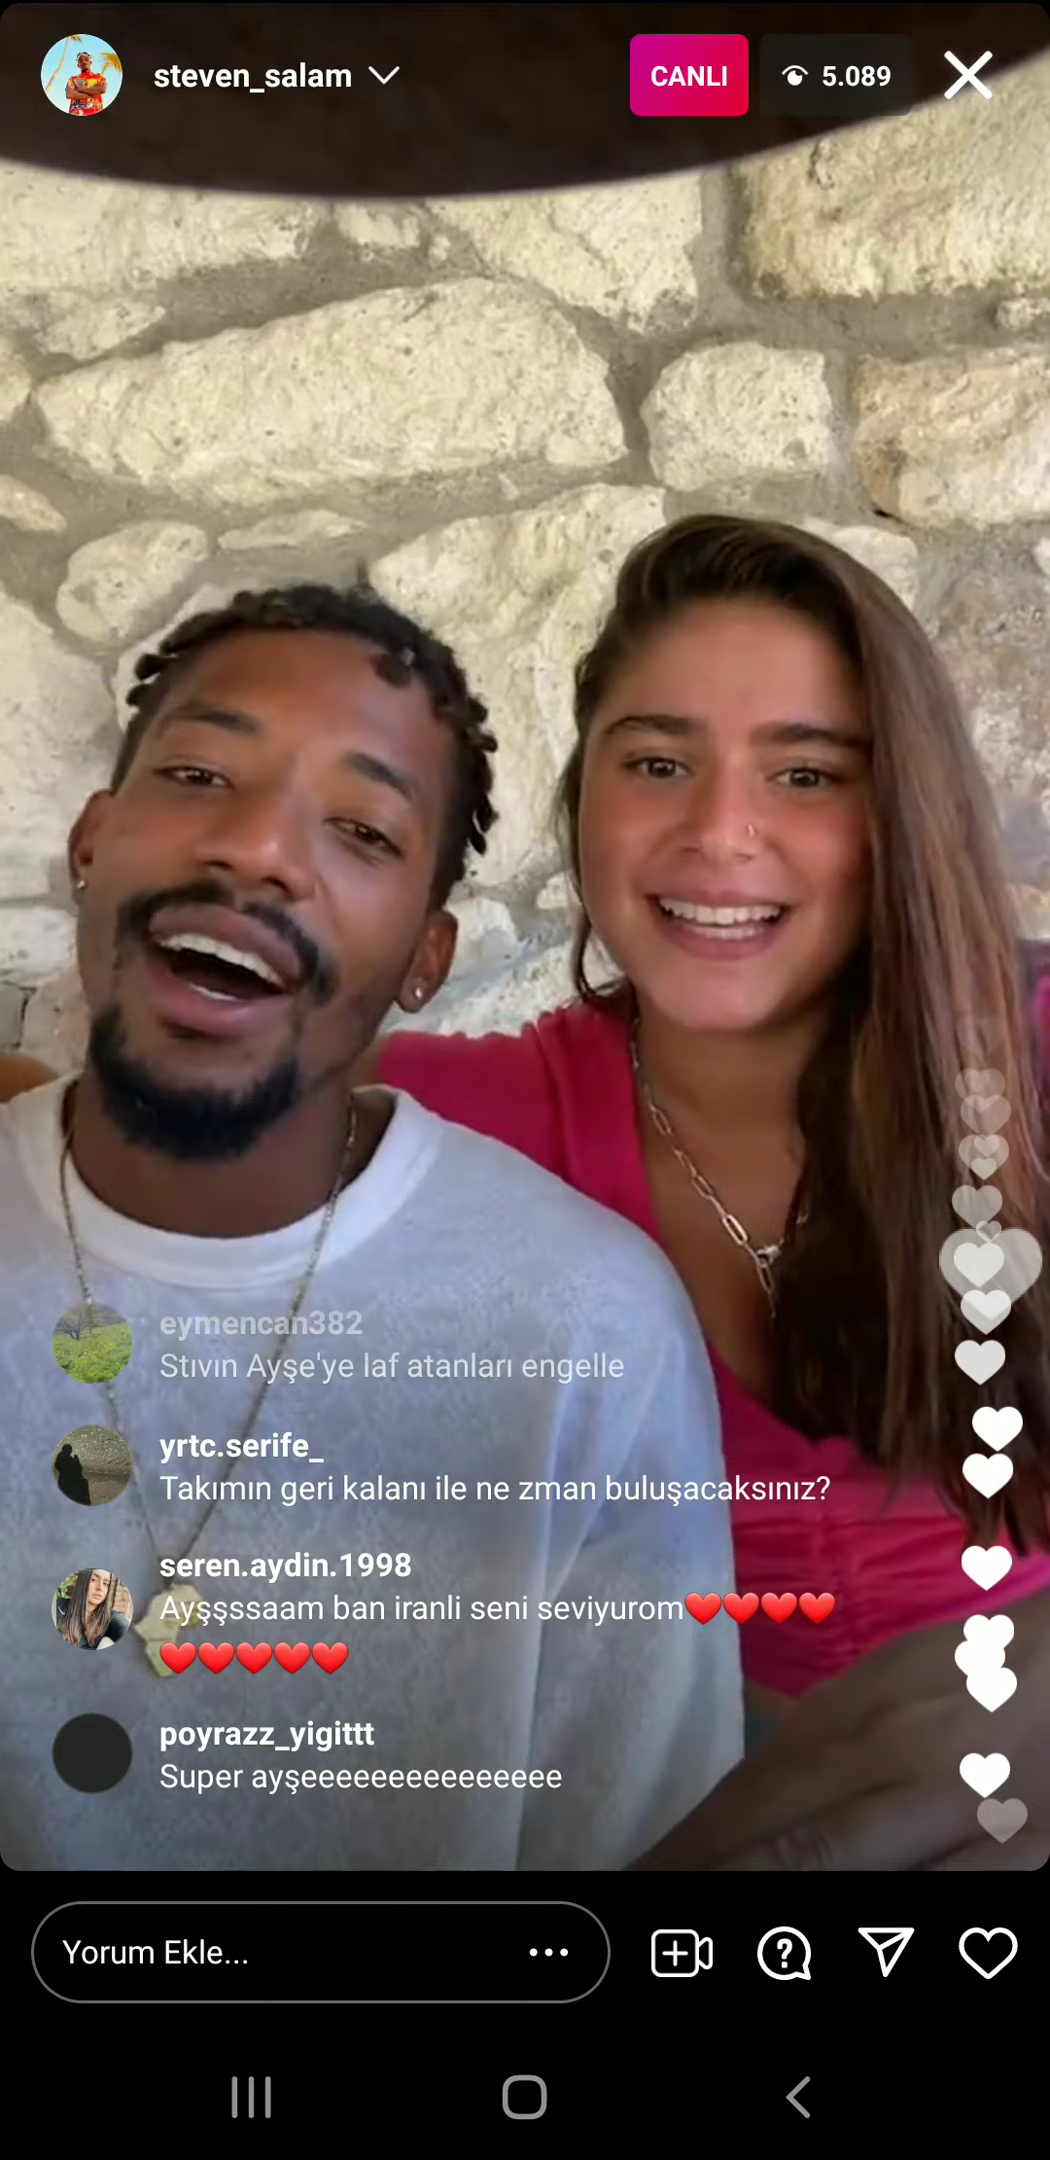 steven_salam
CANLI
5.089
eymencan382
Stıvın Ayşe'ye laf atanları engelle
yrtc.serife_
Takımın geri kalanı ile ne zman buluşacaksınız?
seren.aydin.1998
Ayşşssaam ban iranli seni seviyurom❤️❤️❤️❤️
❤️❤️❤️❤️❤️
poyrazz_yigittt
Super ayşeeeeeeeeeeeeeee
Yorum Ekle...